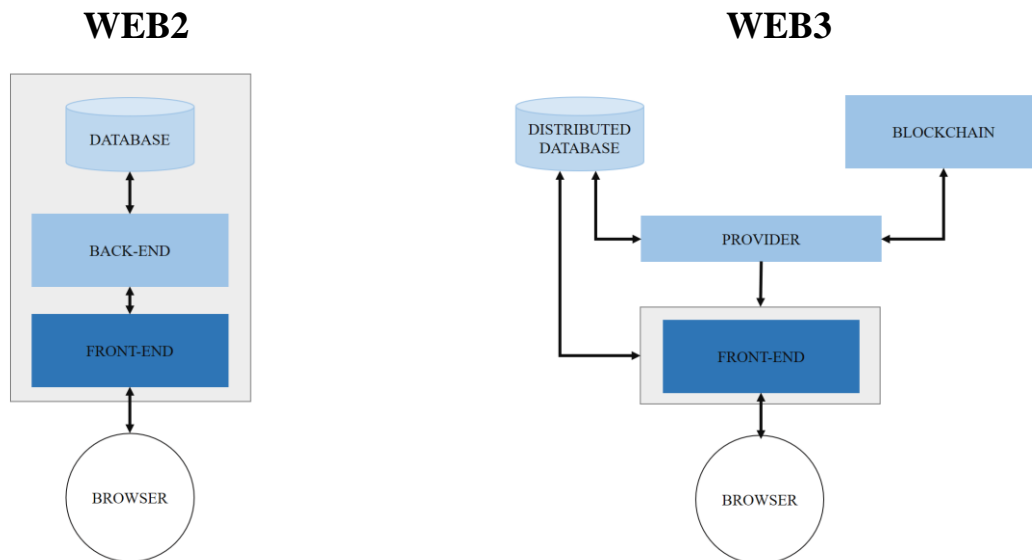 WEB2
DATABASE
BACK-END
FRONT-END
BROWSER
WEB3
DISTRIBUTED
DATABASE
BLOCKCHAIN
PROVIDER
FRONT-END
BROWSER